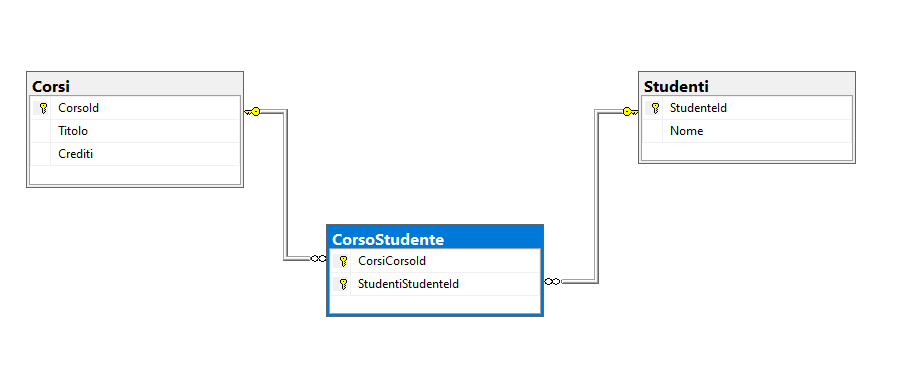 Corsi
CorsoId
Titolo
Crediti
Studenti
StudenteId
Nome
CorsoStudente
CorsiCorsoId
StudentiStudenteId